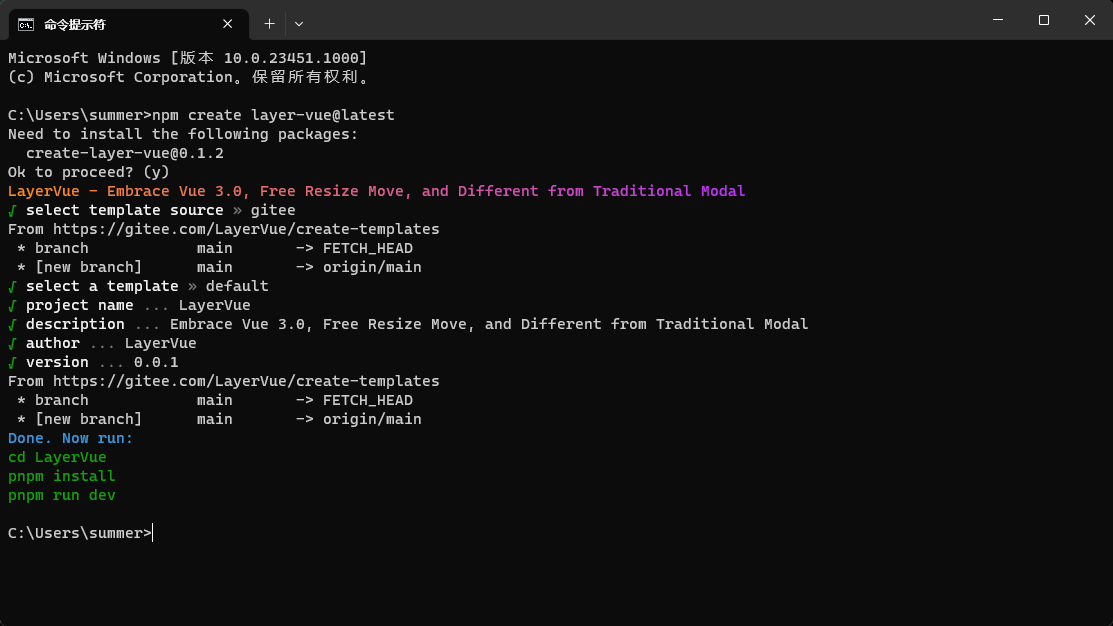 命令提示符
Microsoft Windows [版本 10.0.23451.1000]
(c) Microsoft Corporation。保留所有权利。
C:\Users\summer>npm create layer-vue@latest
Need to install the following packages:
  create-layer-vue@0.1.2
Ok to proceed? (y)
LayerVue - Embrace Vue 3.0, Free Resize Move, and Different from Traditional Modal
√ select template source » gitee
From https://gitee.com/LayerVue/create-templates
 * branch            main       -> FETCH_HEAD
 * [new branch]      main       -> origin/main
√ select a template » default
√ project name ... LayerVue
√ description ... Embrace Vue 3.0, Free Resize Move, and Different from Traditional Modal
√ author ... LayerVue
√ version ... 0.0.1
From https://gitee.com/LayerVue/create-templates
 * branch            main       -> FETCH_HEAD
 * [new branch]      main       -> origin/main
Done. Now run:
cd LayerVue
pnpm install
pnpm run dev
C:\Users\summer>